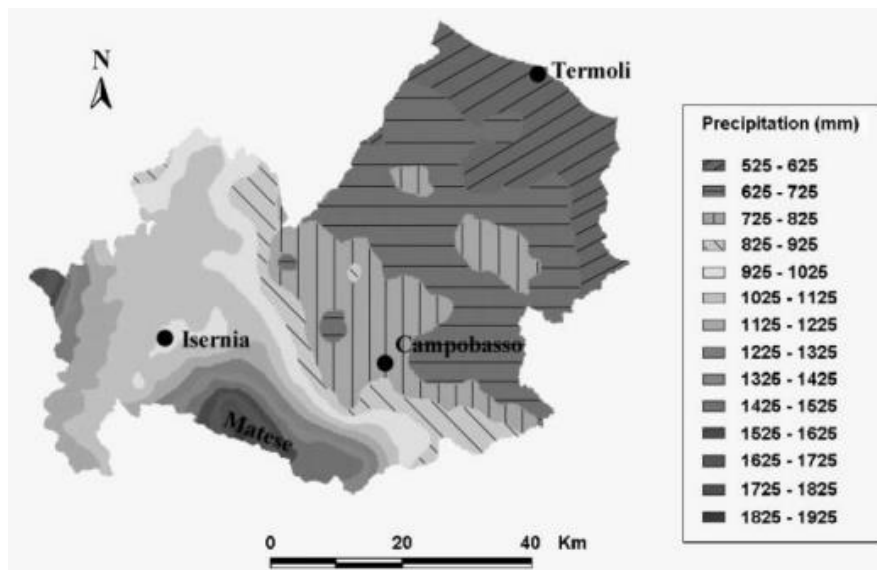 N
Termoli
Precipitation (mm)
525 - 625
625 - 725
725 - 825
825 - 925
925 - 1025
1025 - 1125
1125 - 1225
1225 - 1325
1325 - 1425
1425 - 1525
1525 - 1625
1625 - 1725
1725 - 1825
1825 - 1925
Isernia
Campobasso
Matese
0 20 40 Km